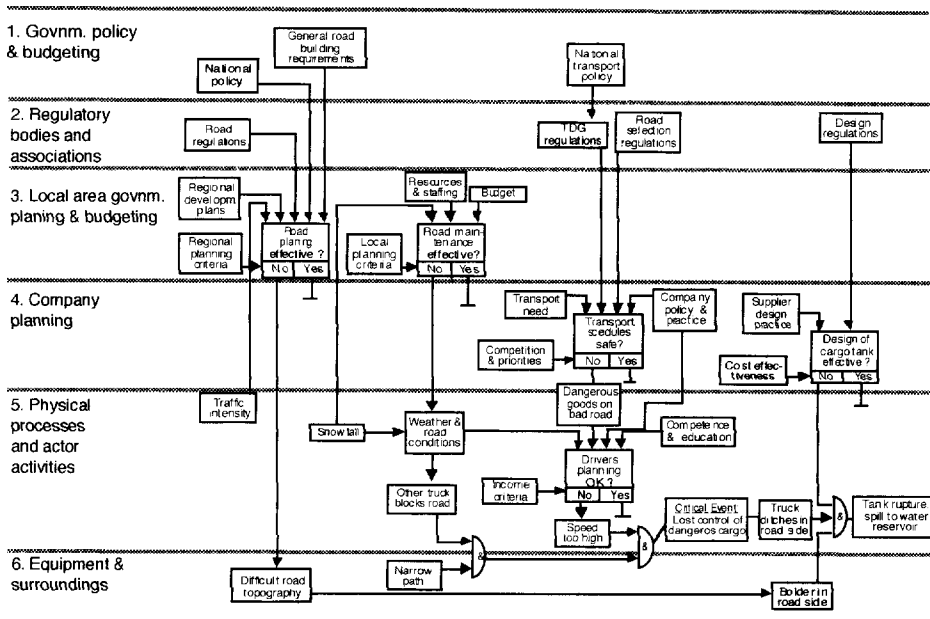 1. Govnm. policy
& budgeting
General road
building
requirements
National
policy
National
transport
policy
2. Regulatory
bodies and
associations
Road
regulations
TDG
regulations
Road
selection
regulations
Design
regulations
3. Local area govnm.
planing & budgeting
Regional
developm.
plans
Regional
planning
criteria
Road
planing
effective ?
No Yes
Resources
& staffing
Budget
Local
planning
criteria
Road main-
tenance
effective?
No Yes
4. Company
planning
Transport
need
Company
policy &
practice
Competition
& priorities
Transport
scedules
safe?
No Yes
Supplier
design
practice
Cost effec-
tiveness
Design of
cargo tank
effective ?
No Yes
5. Physical
processes
and actor
activities
Traffic
intensity
Snowfall
Weather &
road
conditions
Dangerous
goods on
bad road
Competence
& education
Drivers
planning
OK ?
No Yes
Income
criteria
Other truck
blocks road
Speed
too high
Critical Event:
Lost control of
dangeros cargo
Truck
ditches in
road side
&
Tank rupture
spill to water
reservoir
&
&
6. Equipment &
surroundings
Narrow
path
Difficult road
topography
Bolder in
road side